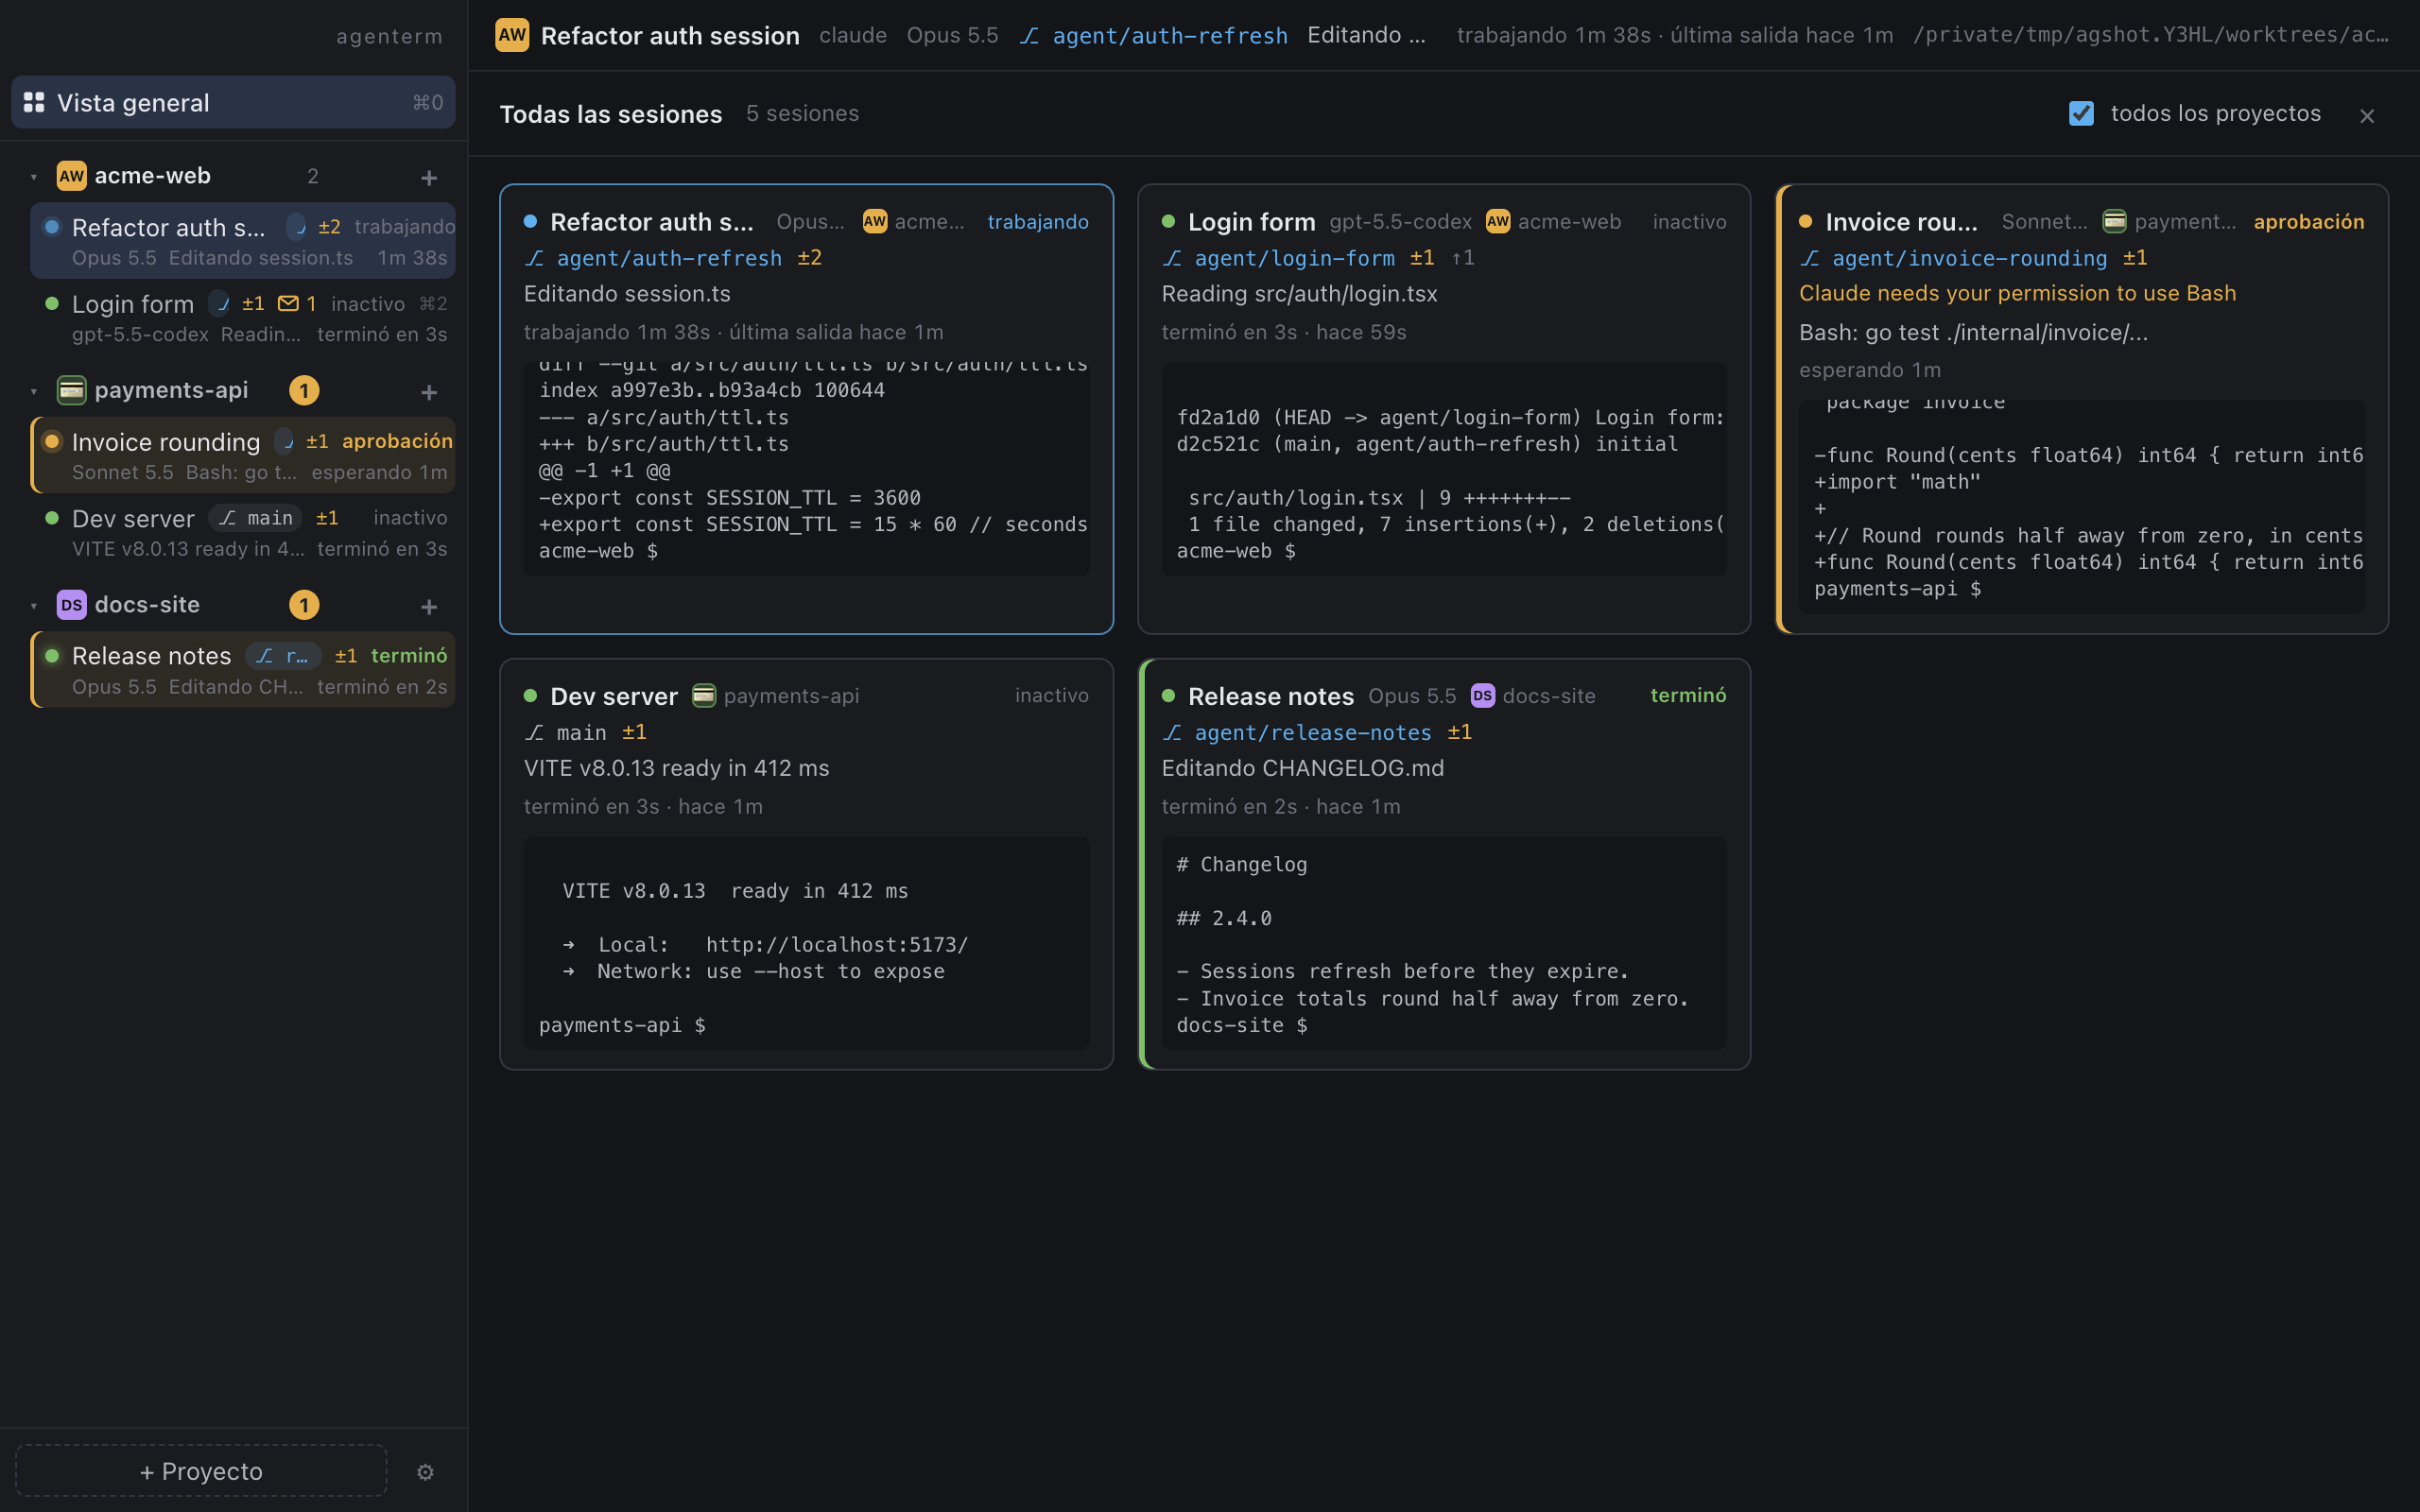 agenterm
Vista general ⌘0
▾ AW acme-web 2 +
Refactor auth s... ±2 trabajando
Opus 5.5 Editando session.ts 1m 38s
Login form ±1 1 inactivo ⌘2
gpt-5.5-codex Readin... terminó en 3s
▾ payments-api 1 +
Invoice rounding ±1 aprobación
Sonnet 5.5 Bash: go t... esperando 1m
Dev server main ±1 inactivo
VITE v8.0.13 ready in 4... terminó en 3s
▾ DS docs-site 1 +
Release notes r... ±1 terminó
Opus 5.5 Editando CH... terminó en 2s
+ Proyecto
AW Refactor auth session claude Opus 5.5 agent/auth-refresh Editando ... trabajando 1m 38s · última salida hace 1m /private/tmp/agshot.Y3HL/worktrees/ac…
Todas las sesiones 5 sesiones todos los proyectos ×
Refactor auth s... Opus... AW acme... trabajando
agent/auth-refresh ±2
Editando session.ts
trabajando 1m 38s · última salida hace 1m
diff --git a/src/auth/ttl.ts b/src/auth/ttl.ts
index a997e3b..b93a4cb 100644
--- a/src/auth/ttl.ts
+++ b/src/auth/ttl.ts
@@ -1 +1 @@
-export const SESSION_TTL = 3600
+export const SESSION_TTL = 15 * 60 // seconds
acme-web $
Login form gpt-5.5-codex AW acme-web inactivo
agent/login-form ±1 ↑1
Reading src/auth/login.tsx
terminó en 3s · hace 59s
fd2a1d0 (HEAD -> agent/login-form) Login form:
d2c521c (main, agent/auth-refresh) initial
src/auth/login.tsx | 9 +++++++--
1 file changed, 7 insertions(+), 2 deletions(
acme-web $
Invoice rou... Sonnet... payment... aprobación
agent/invoice-rounding ±1
Claude needs your permission to use Bash
Bash: go test ./internal/invoice/...
esperando 1m
package invoice
-func Round(cents float64) int64 { return int6
+import "math"
+
+// Round rounds half away from zero, in cents
+func Round(cents float64) int64 { return int6
payments-api $
Dev server payments-api inactivo
main ±1
VITE v8.0.13 ready in 412 ms
terminó en 3s · hace 1m
VITE v8.0.13 ready in 412 ms
➜ Local: http://localhost:5173/
➜ Network: use --host to expose
payments-api $
Release notes Opus 5.5 DS docs-site terminó
agent/release-notes ±1
Editando CHANGELOG.md
terminó en 2s · hace 1m
# Changelog
## 2.4.0
- Sessions refresh before they expire.
- Invoice totals round half away from zero.
docs-site $